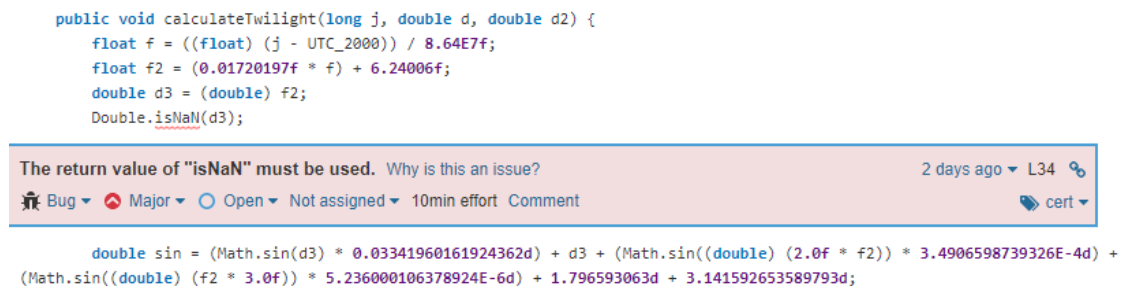 public void calculateTwilight(long j, double d, double d2) {
float f = ((float) (j - UTC_2000)) / 8.64E7f;
float f2 = (0.01720197f * f) + 6.24006f;
double d3 = (double) f2;
Double.isNaN(d3);
The return value of "isNaN" must be used. Why is this an issue? 2 days ago L34
Bug Major Open Not assigned 10min effort Comment cert
double sin = (Math.sin(d3) * 0.03341960161924362d) + d3 + (Math.sin((double) (2.0f * f2)) * 3.4906598739326E-4d) +
(Math.sin((double) (f2 * 3.0f)) * 5.236000106378924E-6d) + 1.796593063d + 3.141592653589793d;